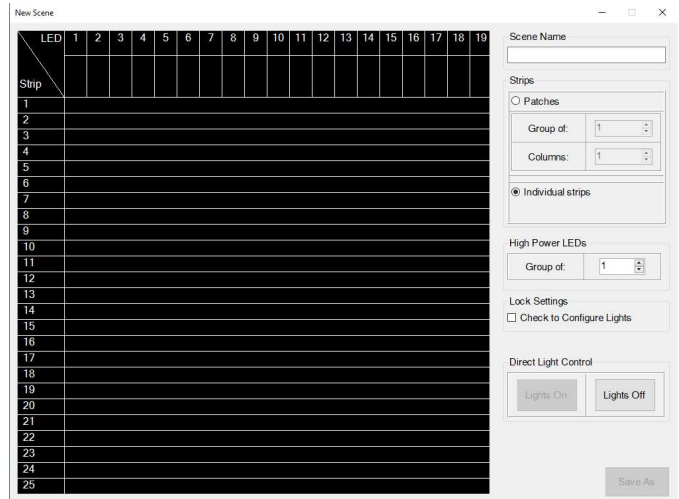 New Scene
LED 1 2 3 4 5 6 7 8 9 10 11 12 13 14 15 16 17 18 19
Strip
1
2
3
4
5
6
7
8
9
10
11
12
13
14
15
16
17
18
19
20
21
22
23
24
25
Scene Name
Strips
Patches
Group of: 1
Columns: 1
Individual strips
High Power LEDs
Group of: 1
Lock Settings
Check to Configure Lights
Direct Light Control
Lights On Lights Off
Save As